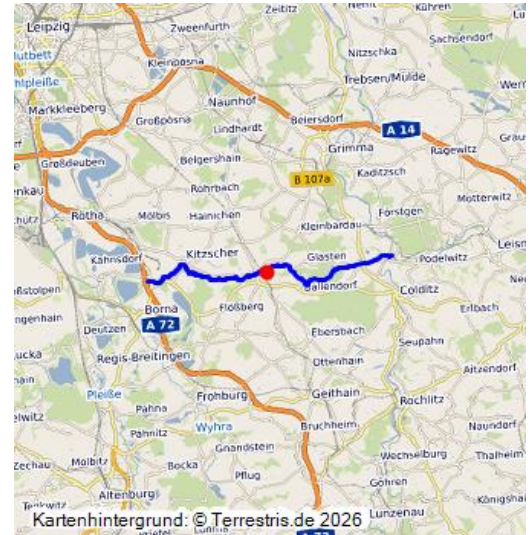 Zeititz
Kühren
Leipzig
Zweenfurth
Sachsendorf
Nitzschka
Kleinpösna
Trebsen/Mulde
Markkleeberg
Naunhof
Großpösna
Beiersdorf
Lindhardt
A 14
Grimma
Großdeuben
Ragewitz
Belgershain
Kaditzsch
B 107a
Rohrbach
Rötha
Mölbis
Hainichen
Förstgen
Kleinbardau
Kitzscher
Glasten
Podelwitz
Kahnsdorf
Colditz
Borna
Flößberg
Erlbach
Deutzen
A 72
Ebersbach
Seupahn
Regis-Breitingen
Ottenhain
Aitzendorf
Pleiße
Frohburg
Geithain
Rochlitz
Pahna
Wyhra
Bruchheim
Naundorf
Pahnitz
Gnandstein
Wechselburg
Thalheim
Bocka
Pflug
Göhren
Altenburg
Lunzenau
Kartenhintergrund: © Terrestris.de 2026